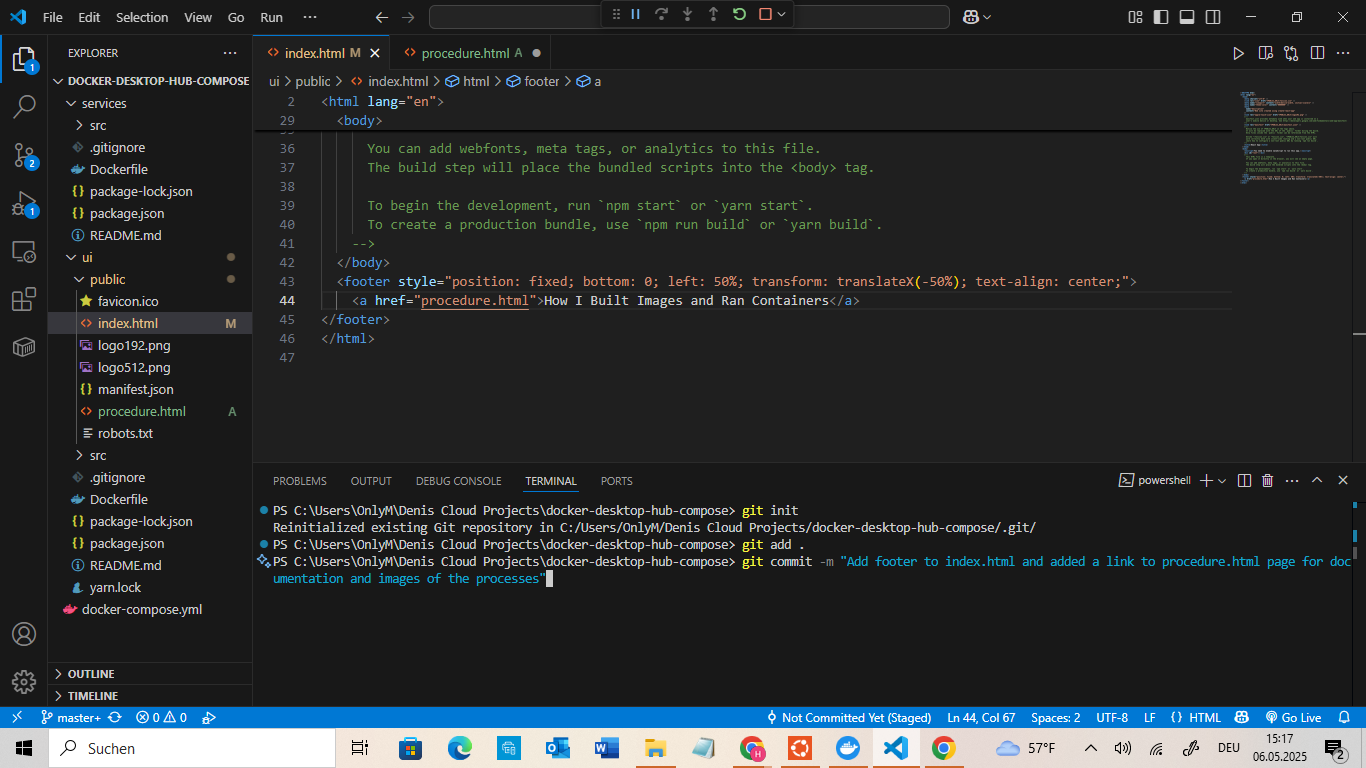 File Edit Selection View Go Run ···
EXPLORER ···
DOCKER-DESKTOP-HUB-COMPOSE
services
src
.gitignore
Dockerfile
package-lock.json
package.json
README.md
ui
public
favicon.ico
index.html M
logo192.png
logo512.png
manifest.json
procedure.html A
robots.txt
src
.gitignore
Dockerfile
package-lock.json
package.json
README.md
yarn.lock
docker-compose.yml
OUTLINE
TIMELINE
1
2
1
index.html M procedure.html A
ui > public > index.html > html > footer > a
2 <html lang="en">
29 <body>
36 You can add webfonts, meta tags, or analytics to this file.
37 The build step will place the bundled scripts into the <body> tag.
38
39 To begin the development, run `npm start` or `yarn start`.
40 To create a production bundle, use `npm run build` or `yarn build`.
41 -->
42 </body>
43 <footer style="position: fixed; bottom: 0; left: 50%; transform: translateX(-50%); text-align: center;">
44 <a href="procedure.html">How I Built Images and Ran Containers</a>
45 </footer>
46 </html>
47
PROBLEMS OUTPUT DEBUG CONSOLE TERMINAL PORTS powershell
PS C:\Users\OnlyM\Denis Cloud Projects\docker-desktop-hub-compose> git init
Reinitialized existing Git repository in C:/Users/OnlyM/Denis Cloud Projects/docker-desktop-hub-compose/.git/
PS C:\Users\OnlyM\Denis Cloud Projects\docker-desktop-hub-compose> git add .
PS C:\Users\OnlyM\Denis Cloud Projects\docker-desktop-hub-compose> git commit -m "Add footer to index.html and added a link to procedure.html page for doc
umentation and images of the processes"
master+ 0 0 Not Committed Yet (Staged) Ln 44, Col 67 Spaces: 2 UTF-8 LF HTML Go Live
Suchen 57°F DEU 15:17
06.05.2025 2